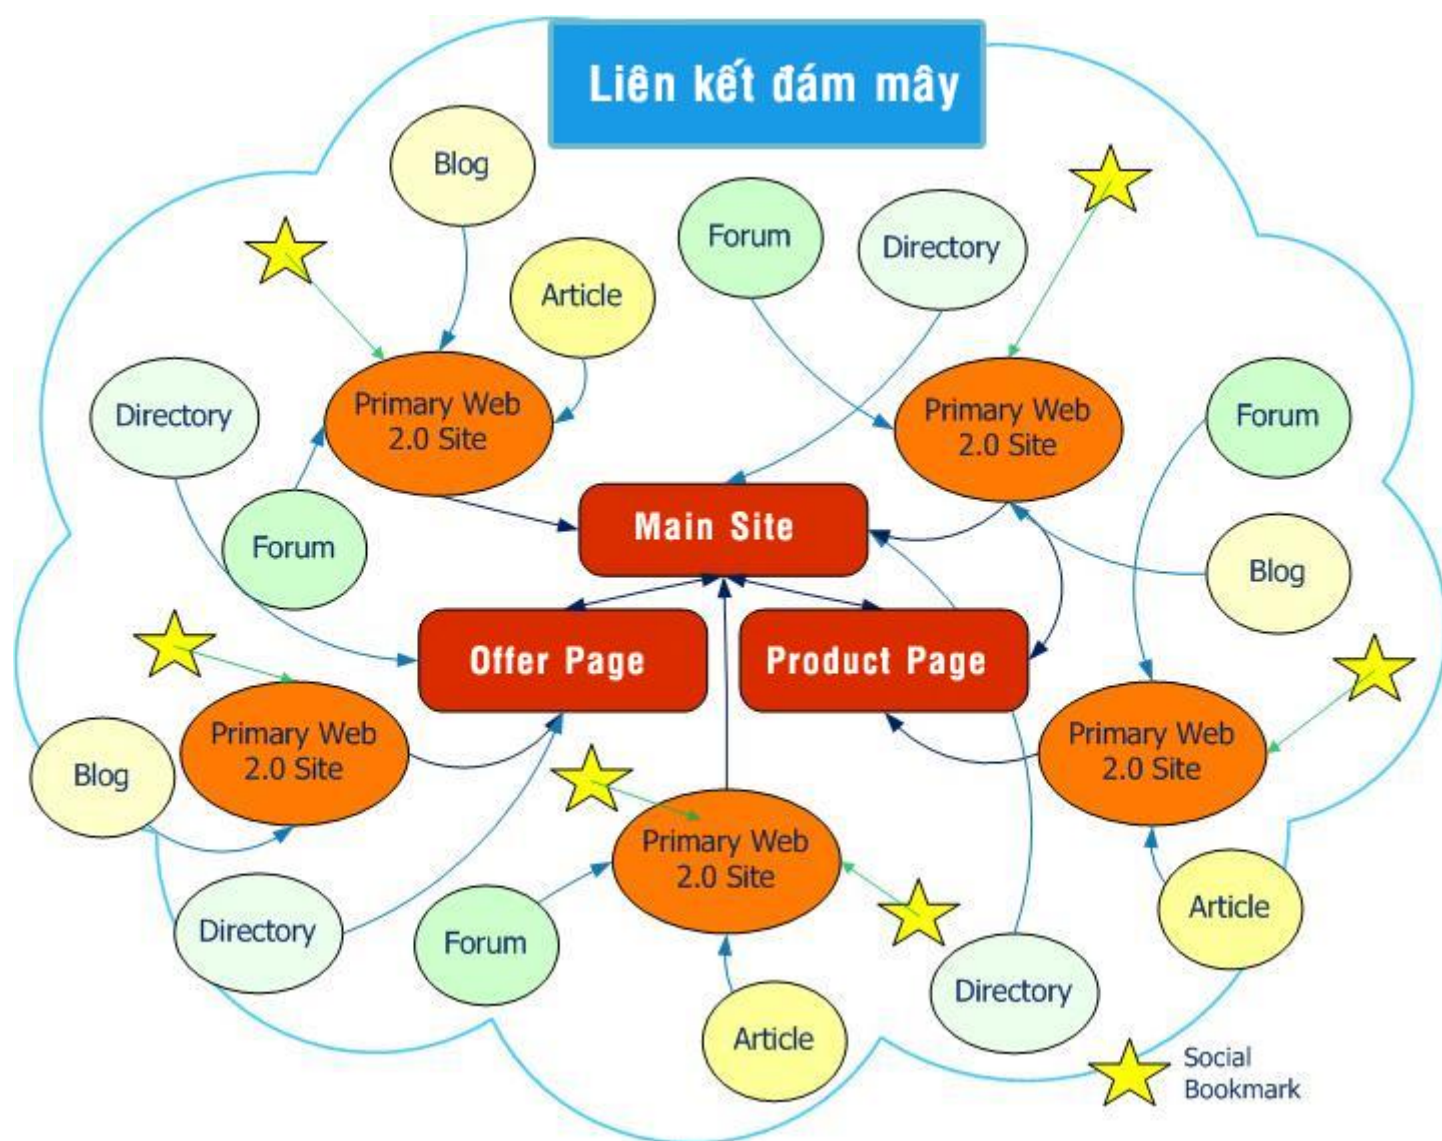 Liên kết đám mây
Blog
Forum
Directory
Article
Directory
Primary Web
2.0 Site
Primary Web
2.0 Site
Forum
Forum
Main Site
Blog
Offer Page
Product Page
Primary Web
2.0 Site
Primary Web
2.0 Site
Blog
Primary Web
2.0 Site
Directory
Forum
Article
Directory
Article
Social
Bookmark